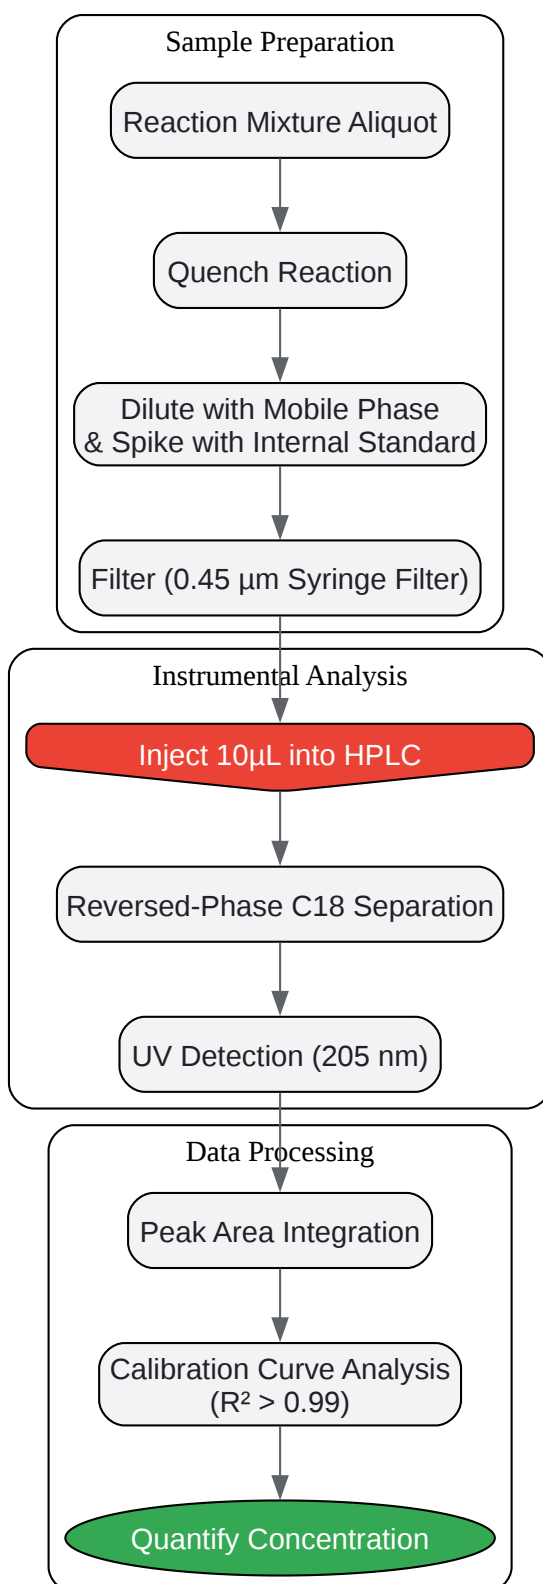 Sample Preparation
Reaction Mixture Aliquot
Quench Reaction
Dilute with Mobile Phase
& Spike with Internal Standard
Filter (0.45 µm Syringe Filter)
Instrumental Analysis
Inject 10µL into HPLC
Reversed-Phase C18 Separation
UV Detection (205 nm)
Data Processing
Peak Area Integration
Calibration Curve Analysis
(R² > 0.99)
Quantify Concentration